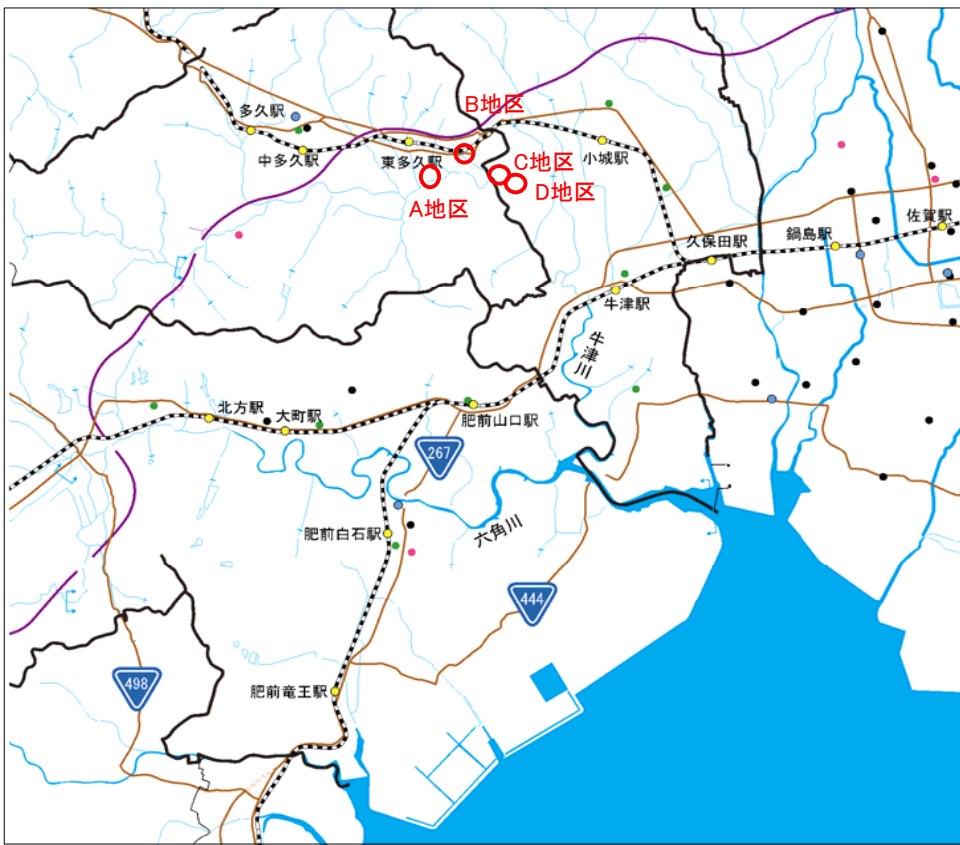 B地区
多久駅
中多久駅
東多久駅
小城駅
C地区
D地区
A地区
佐賀駅
鍋島駅
久保田駅
牛津駅
牛津川
北方駅
大町駅
肥前山口駅
267
肥前白石駅
六角川
444
498
肥前竜王駅